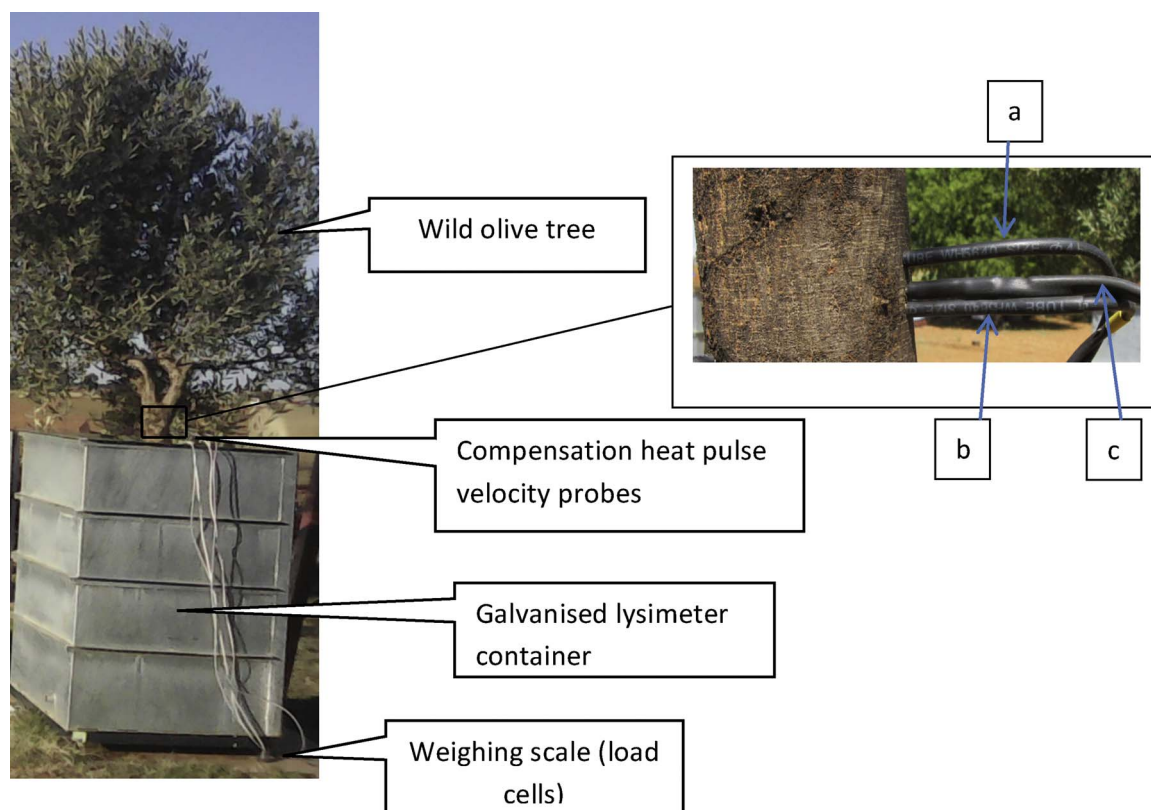 a
Wild olive tree
b
c
Compensation heat pulse
velocity probes
Galvanised lysimeter
container
Weighing scale (load
cells)